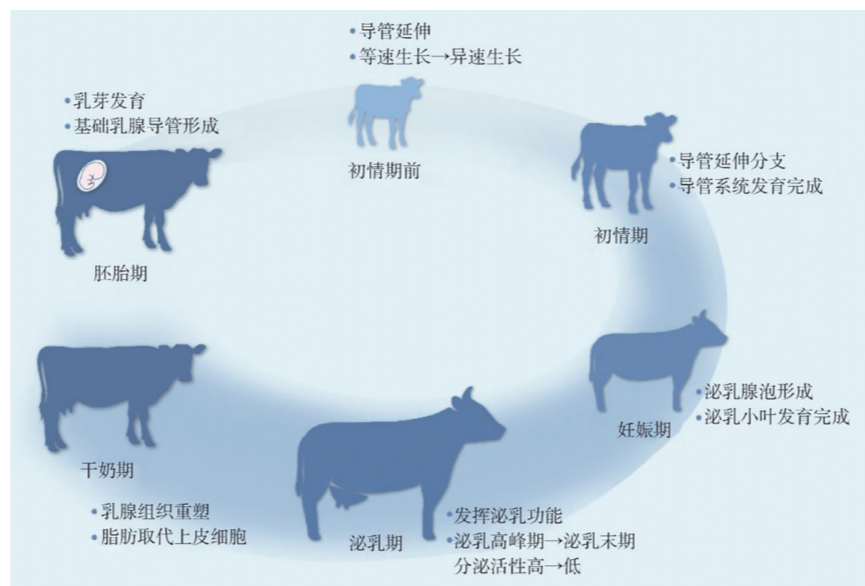 •导管延伸
•等速生长→异速生长
初情期前
•乳芽发育
•基础乳腺导管形成
胚胎期
•导管延伸分支
•导管系统发育完成
初情期
•泌乳腺泡形成
•泌乳小叶发育完成
妊娠期
•发挥泌乳功能
•泌乳高峰期→泌乳末期
分泌活性高→低
泌乳期
干奶期
•乳腺组织重塑
•脂肪取代上皮细胞